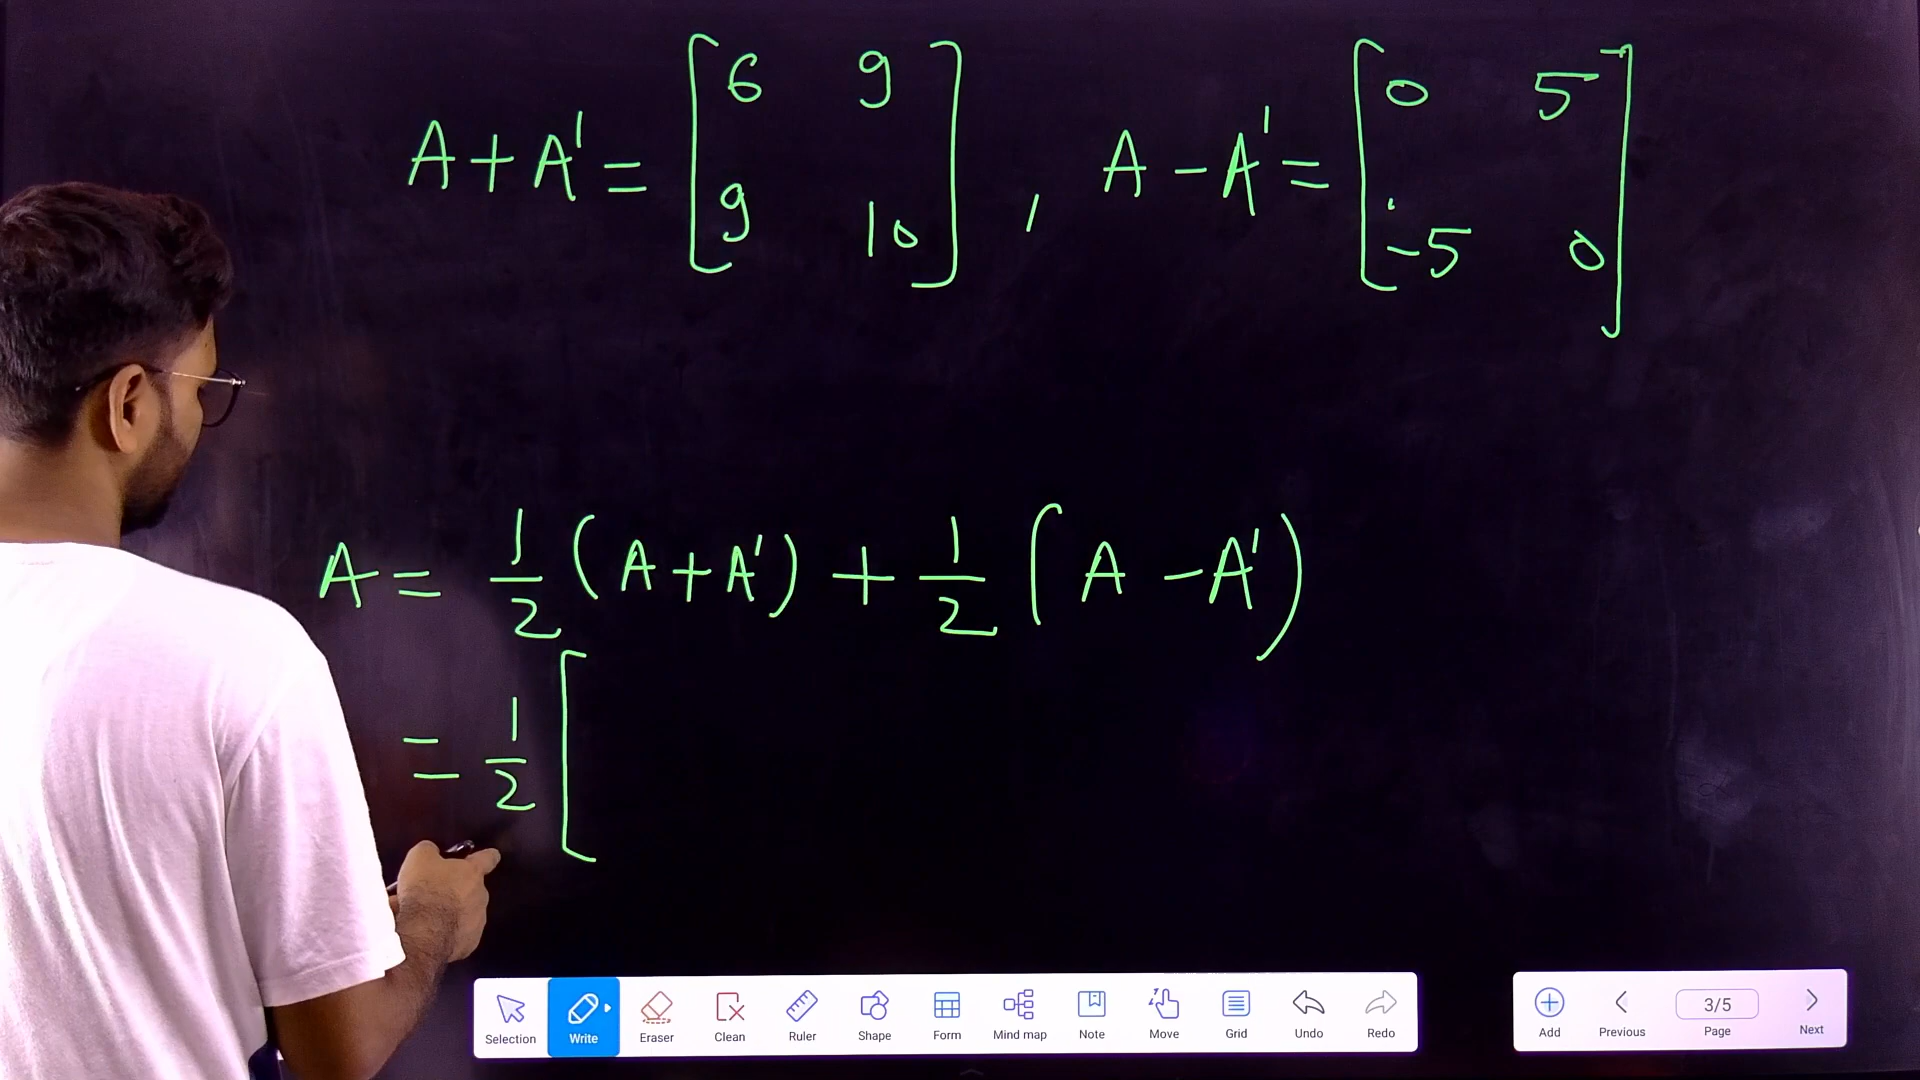 A + A' = [ 6 9
9 10 ] , A - A' = [ 0 5
-5 0 ]
A = 1/2 ( A + A' ) + 1/2 ( A - A' )
= 1/2 [
Selection Write Eraser Clean Ruler Shape Form Mind map Note Move Grid Undo Redo
3/5
Add Previous Page Next